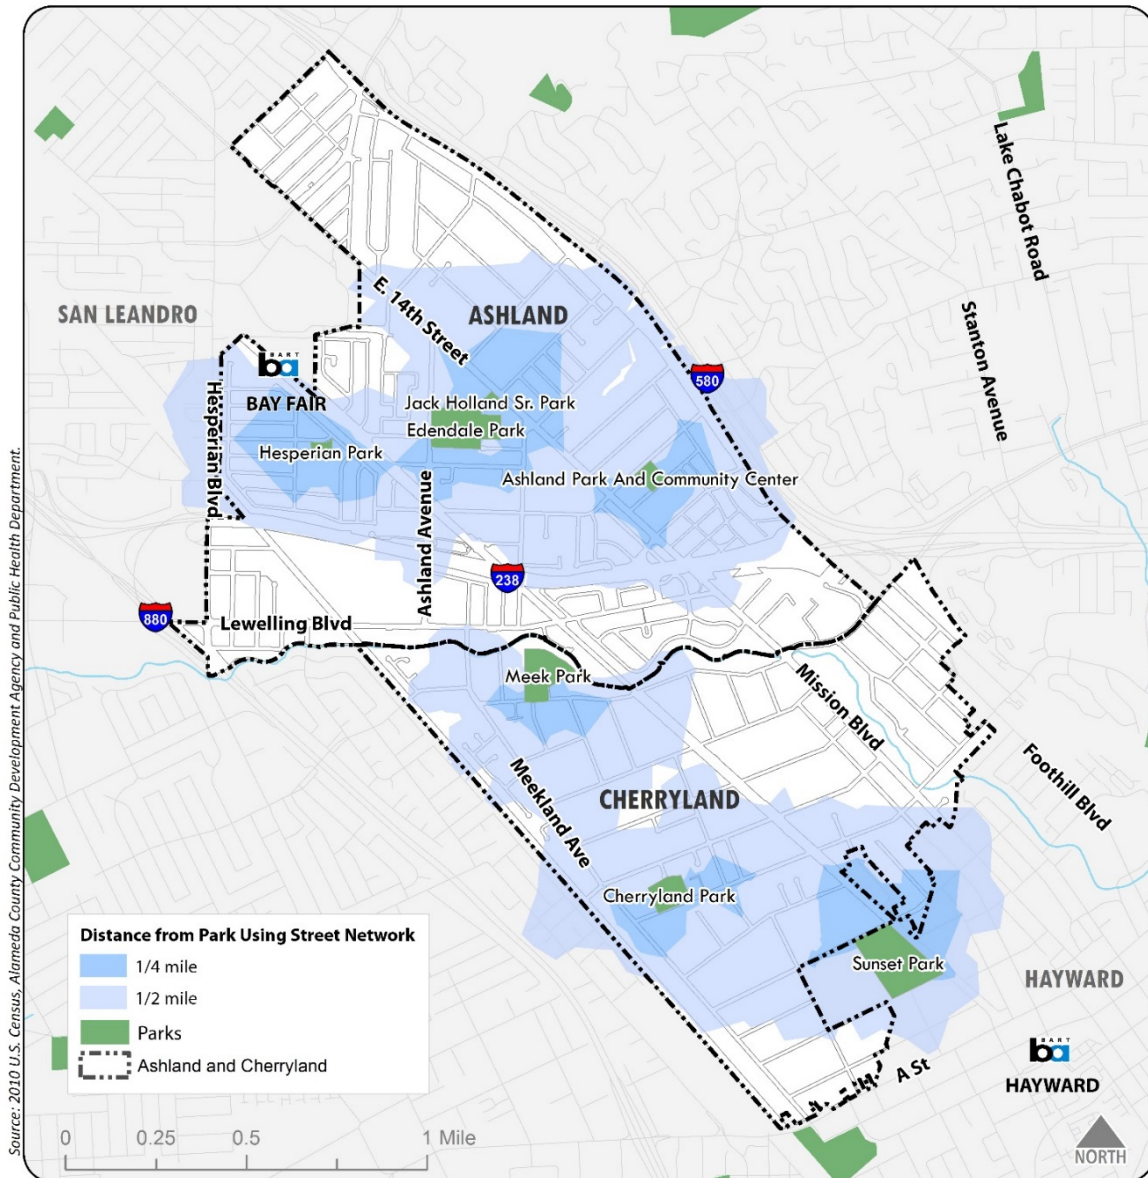 Lake Chabot Road
SAN LEANDRO
E. 14th Street
ASHLAND
Stanton Avenue
BART
ba
BAY FAIR
580
Hesperian Blvd
Jack Holland Sr. Park
Edendale Park
Hesperian Park
Ashland Park And Community Center
Ashland Avenue
238
880
Lewelling Blvd
Meek Park
Mission Blvd
Foothill Blvd
Meekland Ave
CHERRYLAND
Cherryland Park
Sunset Park
HAYWARD
BART
ba
HAYWARD
A St
NORTH
Distance from Park Using Street Network
1/4 mile
1/2 mile
Parks
Ashland and Cherryland
0 0.25 0.5 1 Mile
Source: 2010 U.S. Census, Alameda County Community Development Agency and Public Health Department.